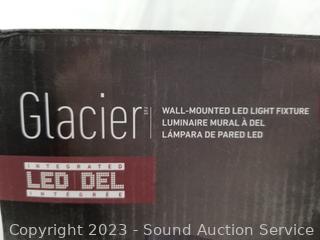 Glacier
WALL-MOUNTED LED LIGHT FIXTURE
LUMINAIRE MURAL À DEL
LÁMPARA DE PARED LED
INTEGRATED
LED DEL
INTÉGRÉE
Copyright 2023 - Sound Auction Service